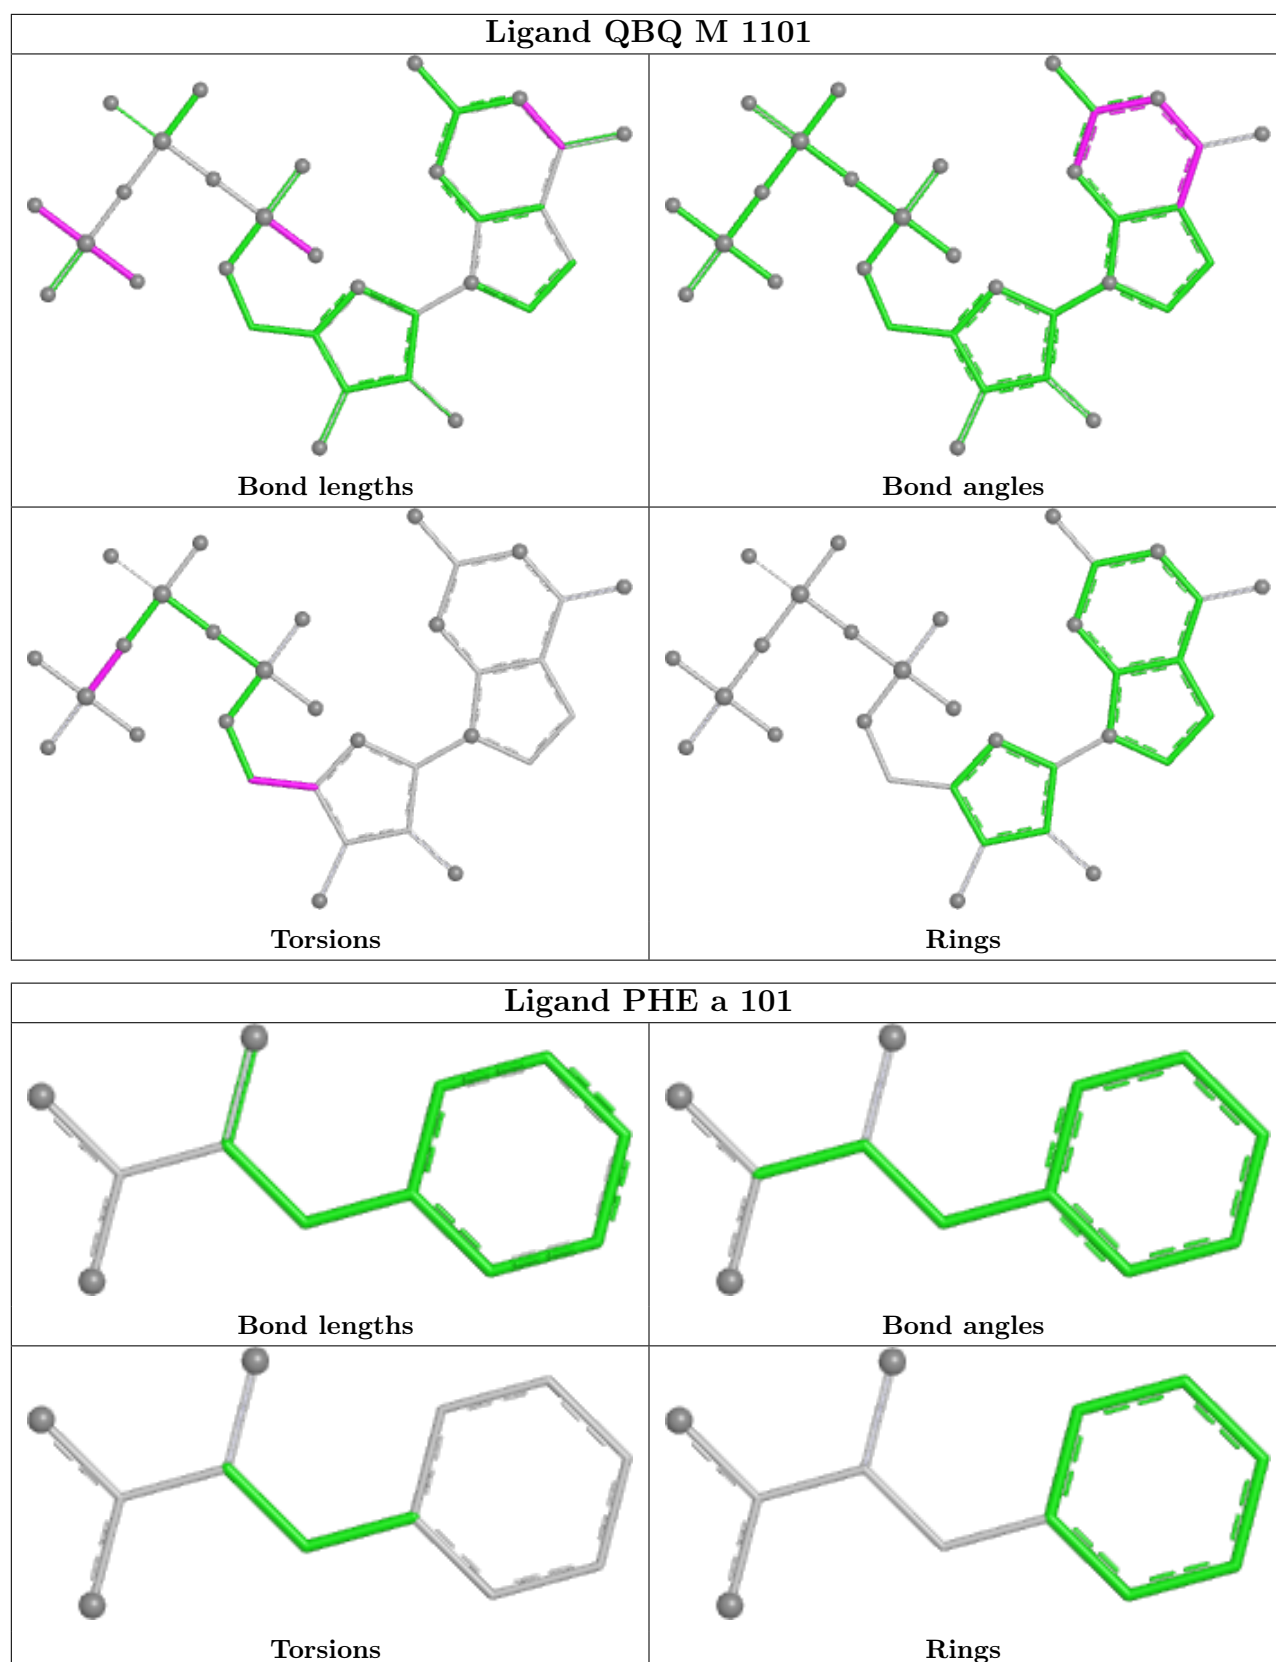 Ligand QBQ M 1101
Bond lengths
Bond angles
Torsions
Rings
Ligand PHE a 101
Bond lengths
Bond angles
Torsions
Rings